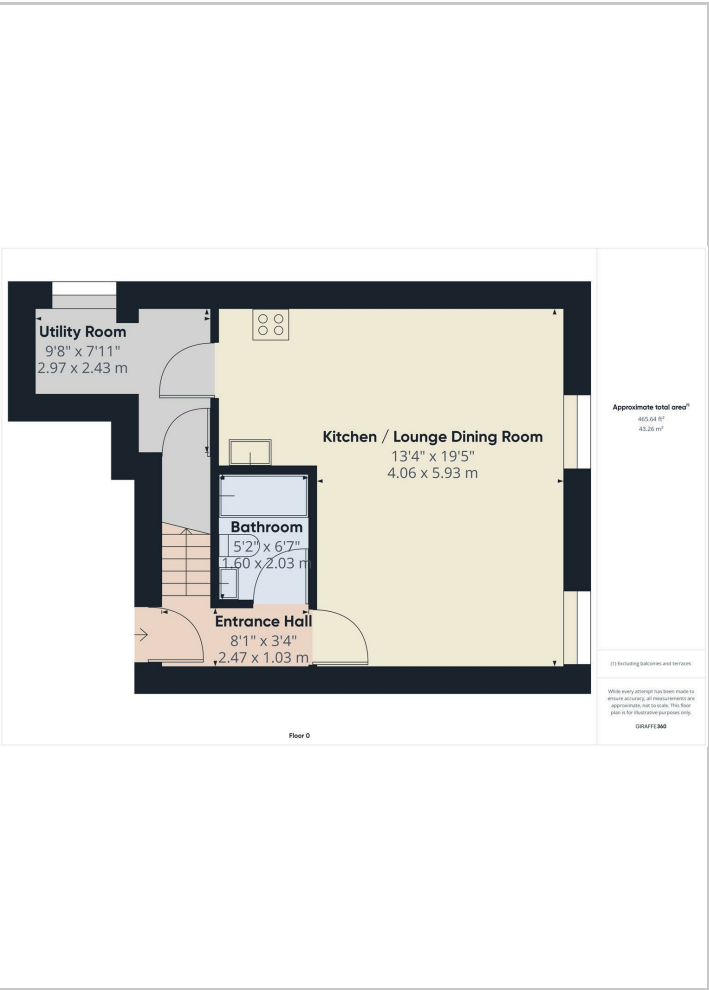 Utility Room
9'8" x 7'11"
2.97 x 2.43 m
Kitchen / Lounge Dining Room
13'4" x 19'5"
4.06 x 5.93 m
Bathroom
5'2" x 6'7"
1.60 x 2.03 m
Entrance Hall
8'1" x 3'4"
2.47 x 1.03 m
Floor 0
Approximate total area⁽¹⁾
465.64 ft²
43.26 m²
(1) Excluding balconies and terraces
While every attempt has been made to
ensure accuracy, all measurements are
approximate, not to scale. This floor
plan is for illustrative purposes only.
GIRAFFE360